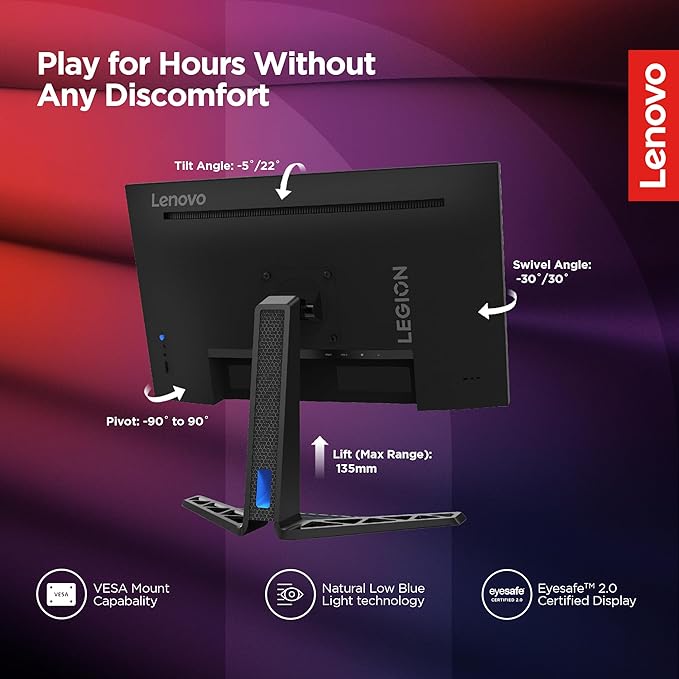 Play for Hours Without
Any Discomfort
Lenovo
Tilt Angle: -5°/22°
Lenovo
LEGION
Swivel Angle:
-30°/30°
Pivot: -90° to 90°
Lift (Max Range):
135mm
VESA
VESA Mount
Capabality
Natural Low Blue
Light technology
eyesafe®
CERTIFIED 2.0
Eyesafe™ 2.0
Certified Display